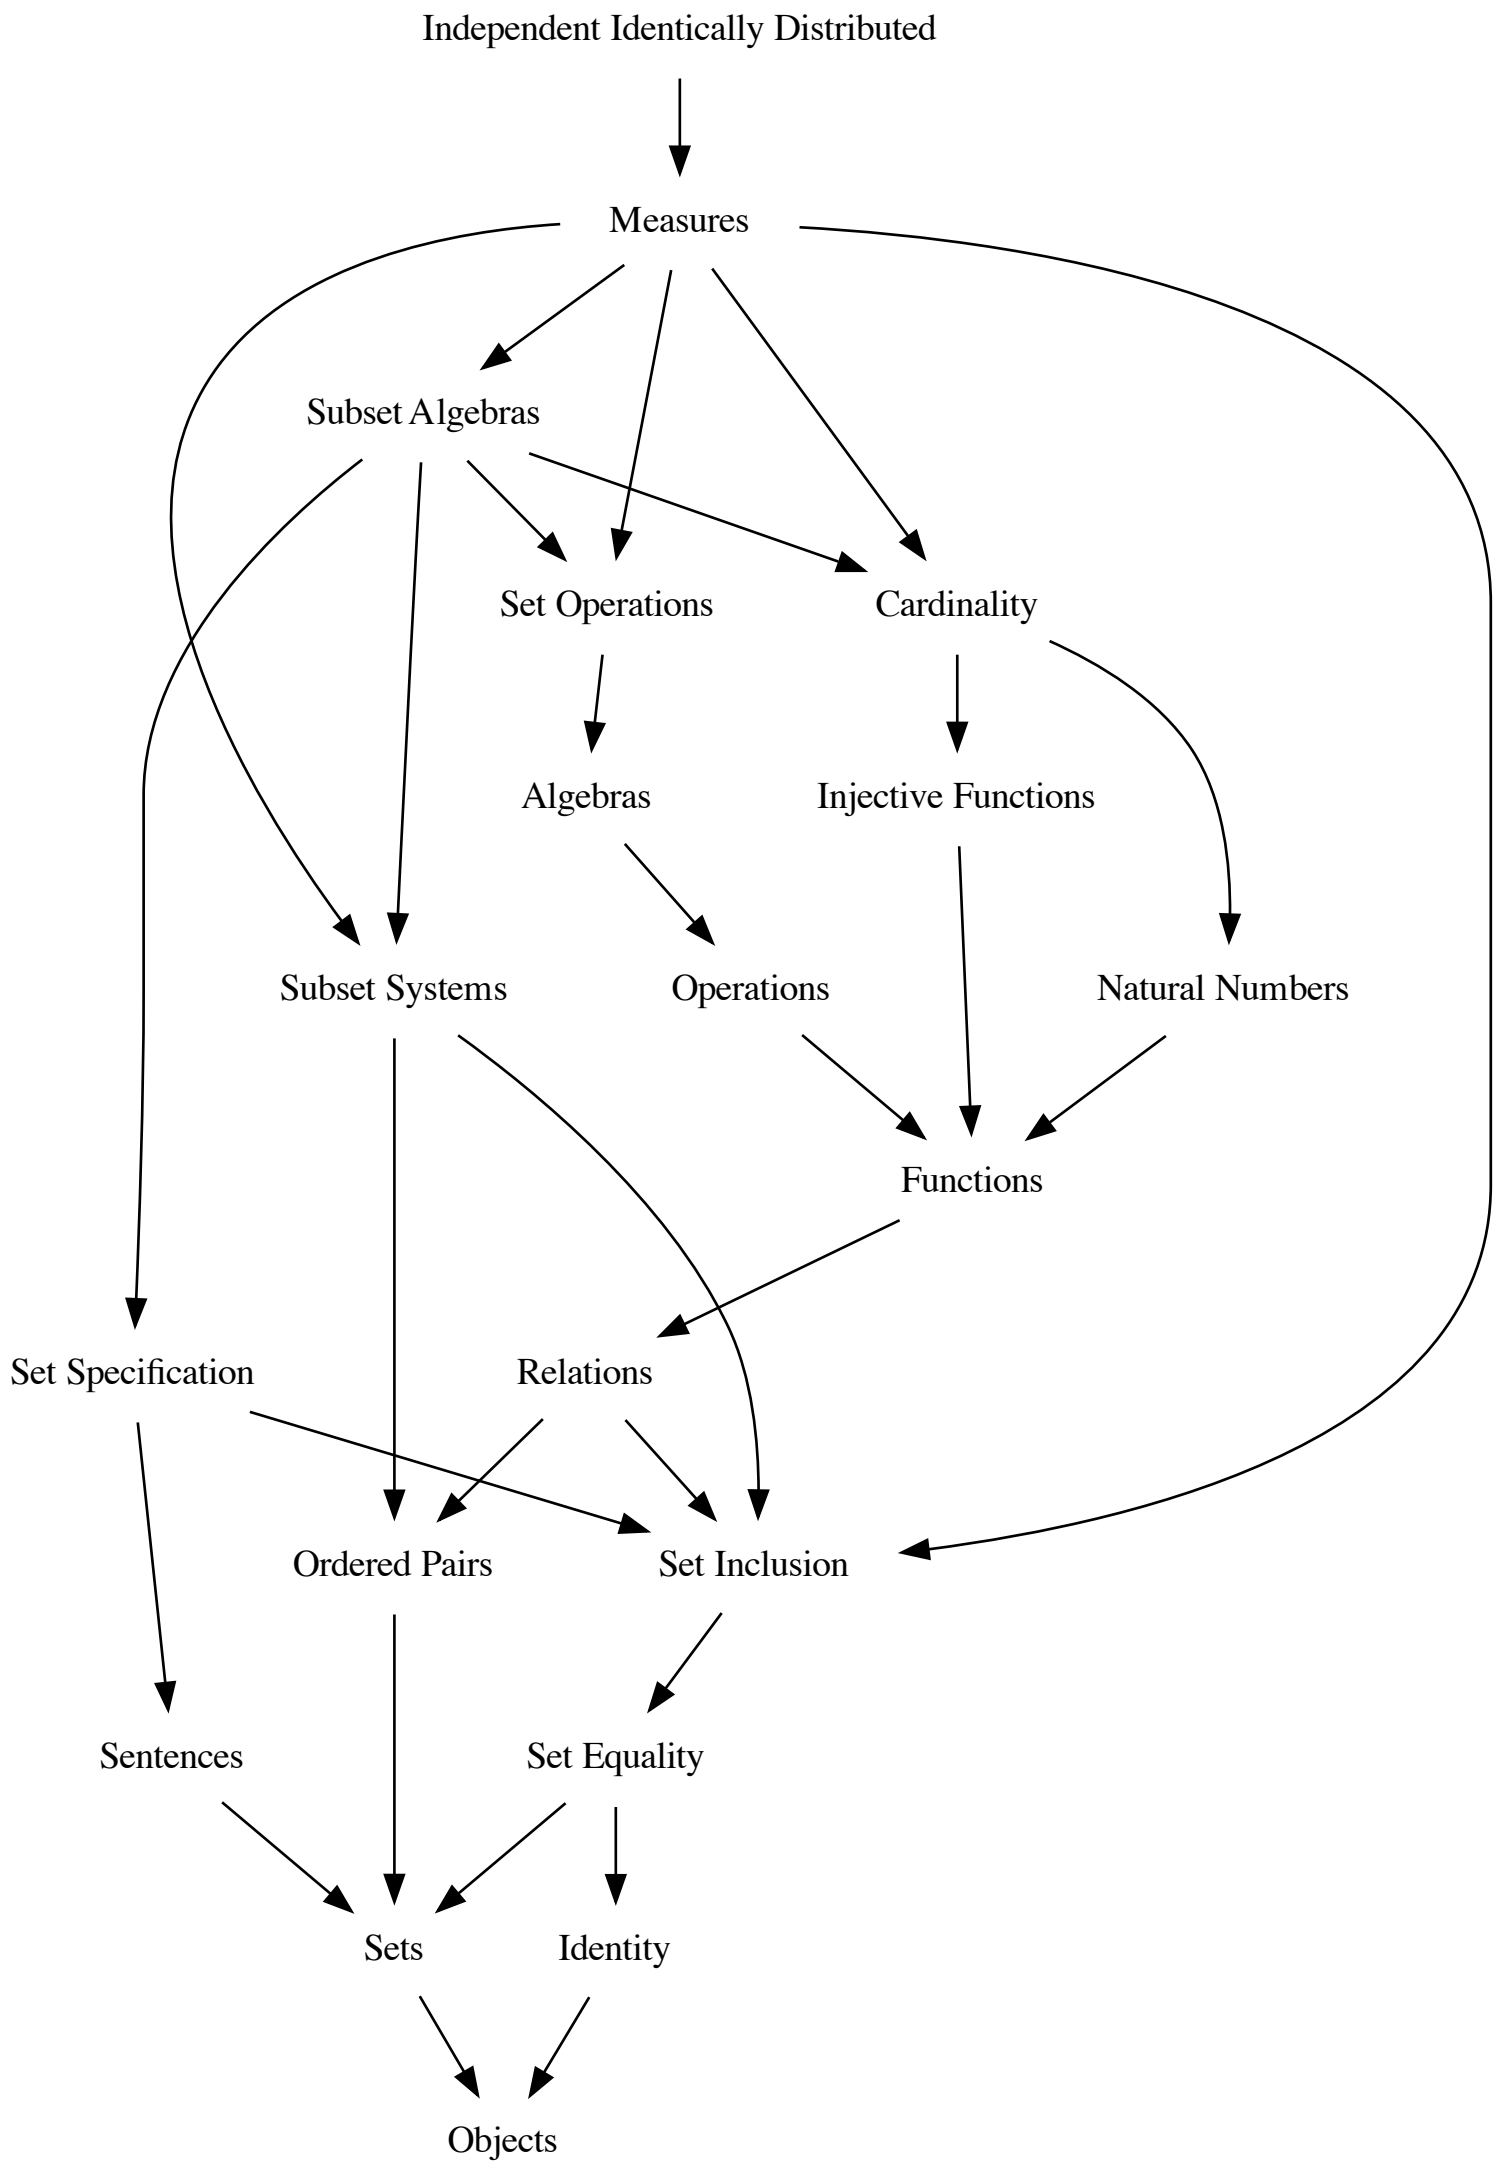 Independent Identically Distributed
Measures
Subset Algebras
Set Operations
Cardinality
Algebras
Injective Functions
Subset Systems
Operations
Natural Numbers
Functions
Set Specification
Relations
Ordered Pairs
Set Inclusion
Sentences
Set Equality
Sets
Identity
Objects